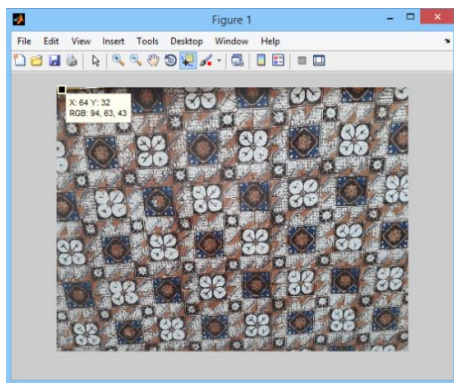 Figure 1
File Edit View Insert Tools Desktop Window Help
X: 64 Y: 32
RGB: 94, 63, 43